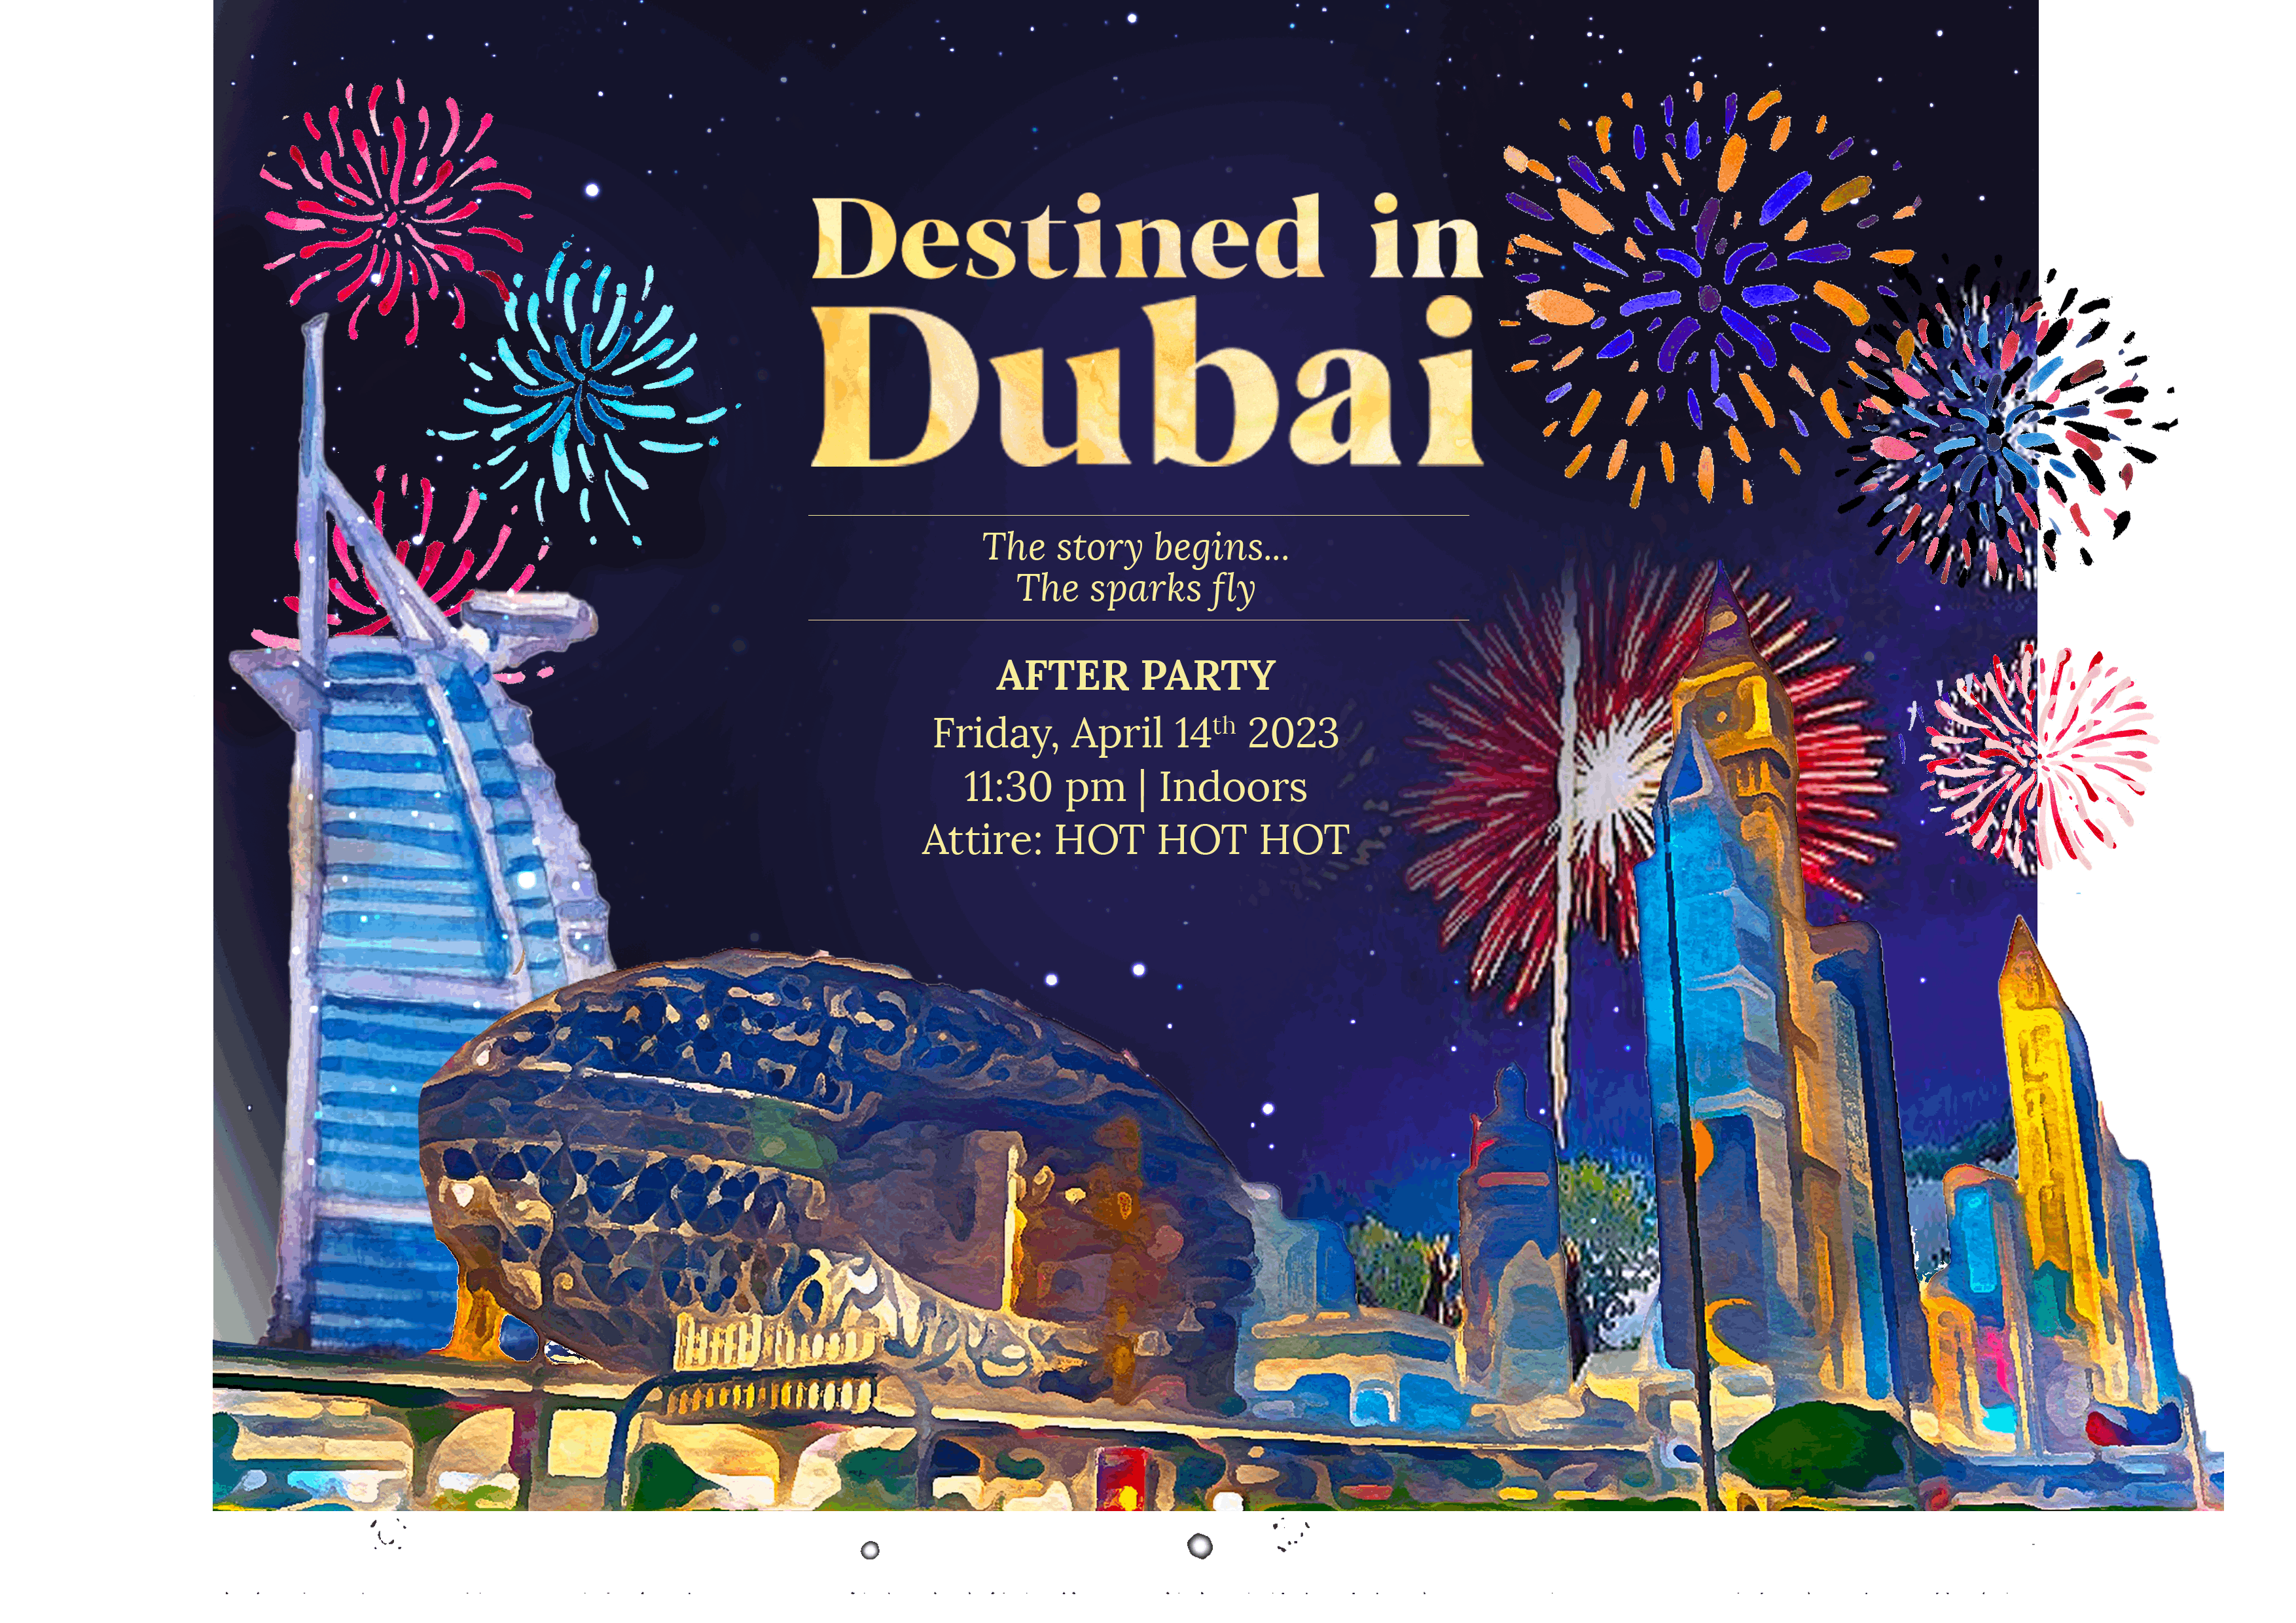 Destined in
Dubai
The story begins...
The sparks fly
AFTER PARTY
Friday, April 14th 2023
11:30 pm | Indoors
Attire: HOT HOT HOT